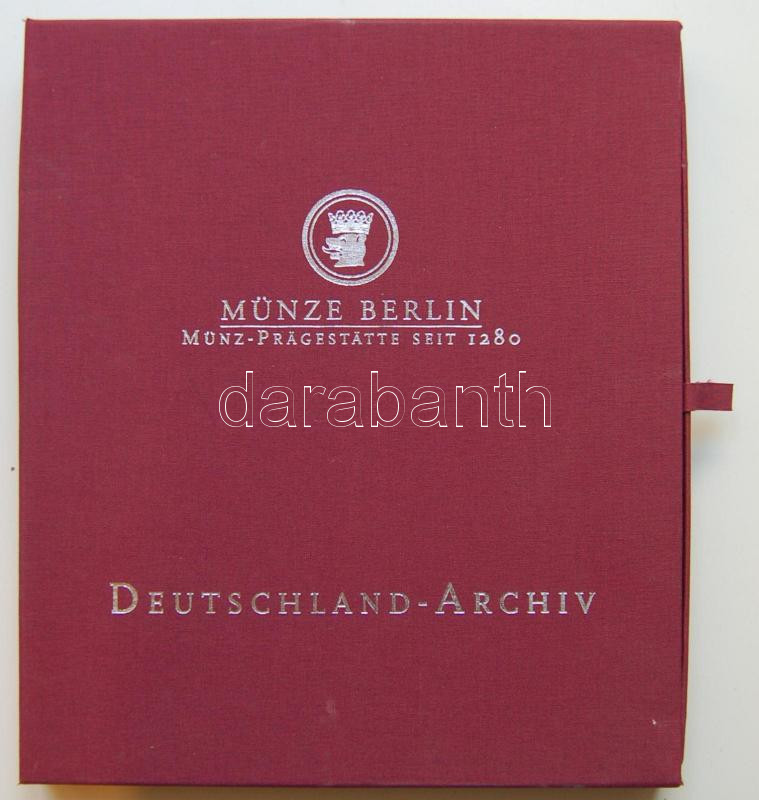 MÜNZE BERLIN
MÜNZ-PRÄGESTÄTTE SEIT 1280
darabanth
DEUTSCHLAND-ARCHIV